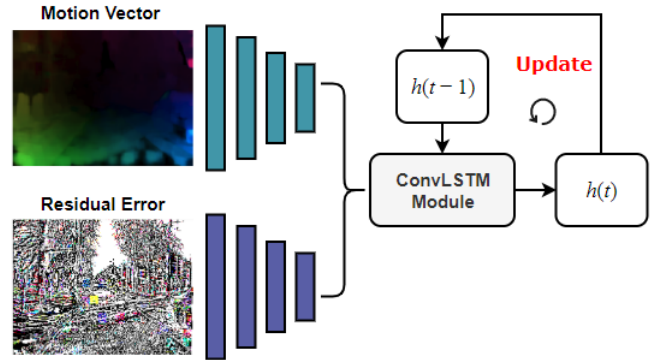 Motion Vector
Residual Error
h(t − 1)
Update
ConvLSTM
Module
h(t)